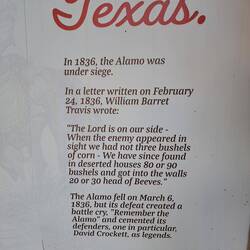 Texas.
In 1836, the Alamo was
under siege.
In a letter written on February
24, 1836, William Barret
Travis wrote:
"The Lord is on our side -
When the enemy appeared in
sight we had not three bushels
of corn - We have since found
in deserted houses 80 or 90
bushels and got into the walls
20 or 30 head of Beeves."
The Alamo fell on March 6,
1836, but its defeat created a
battle cry, "Remember the
Alamo" and cemented its
defenders, one in particular,
David Crockett, as legends.